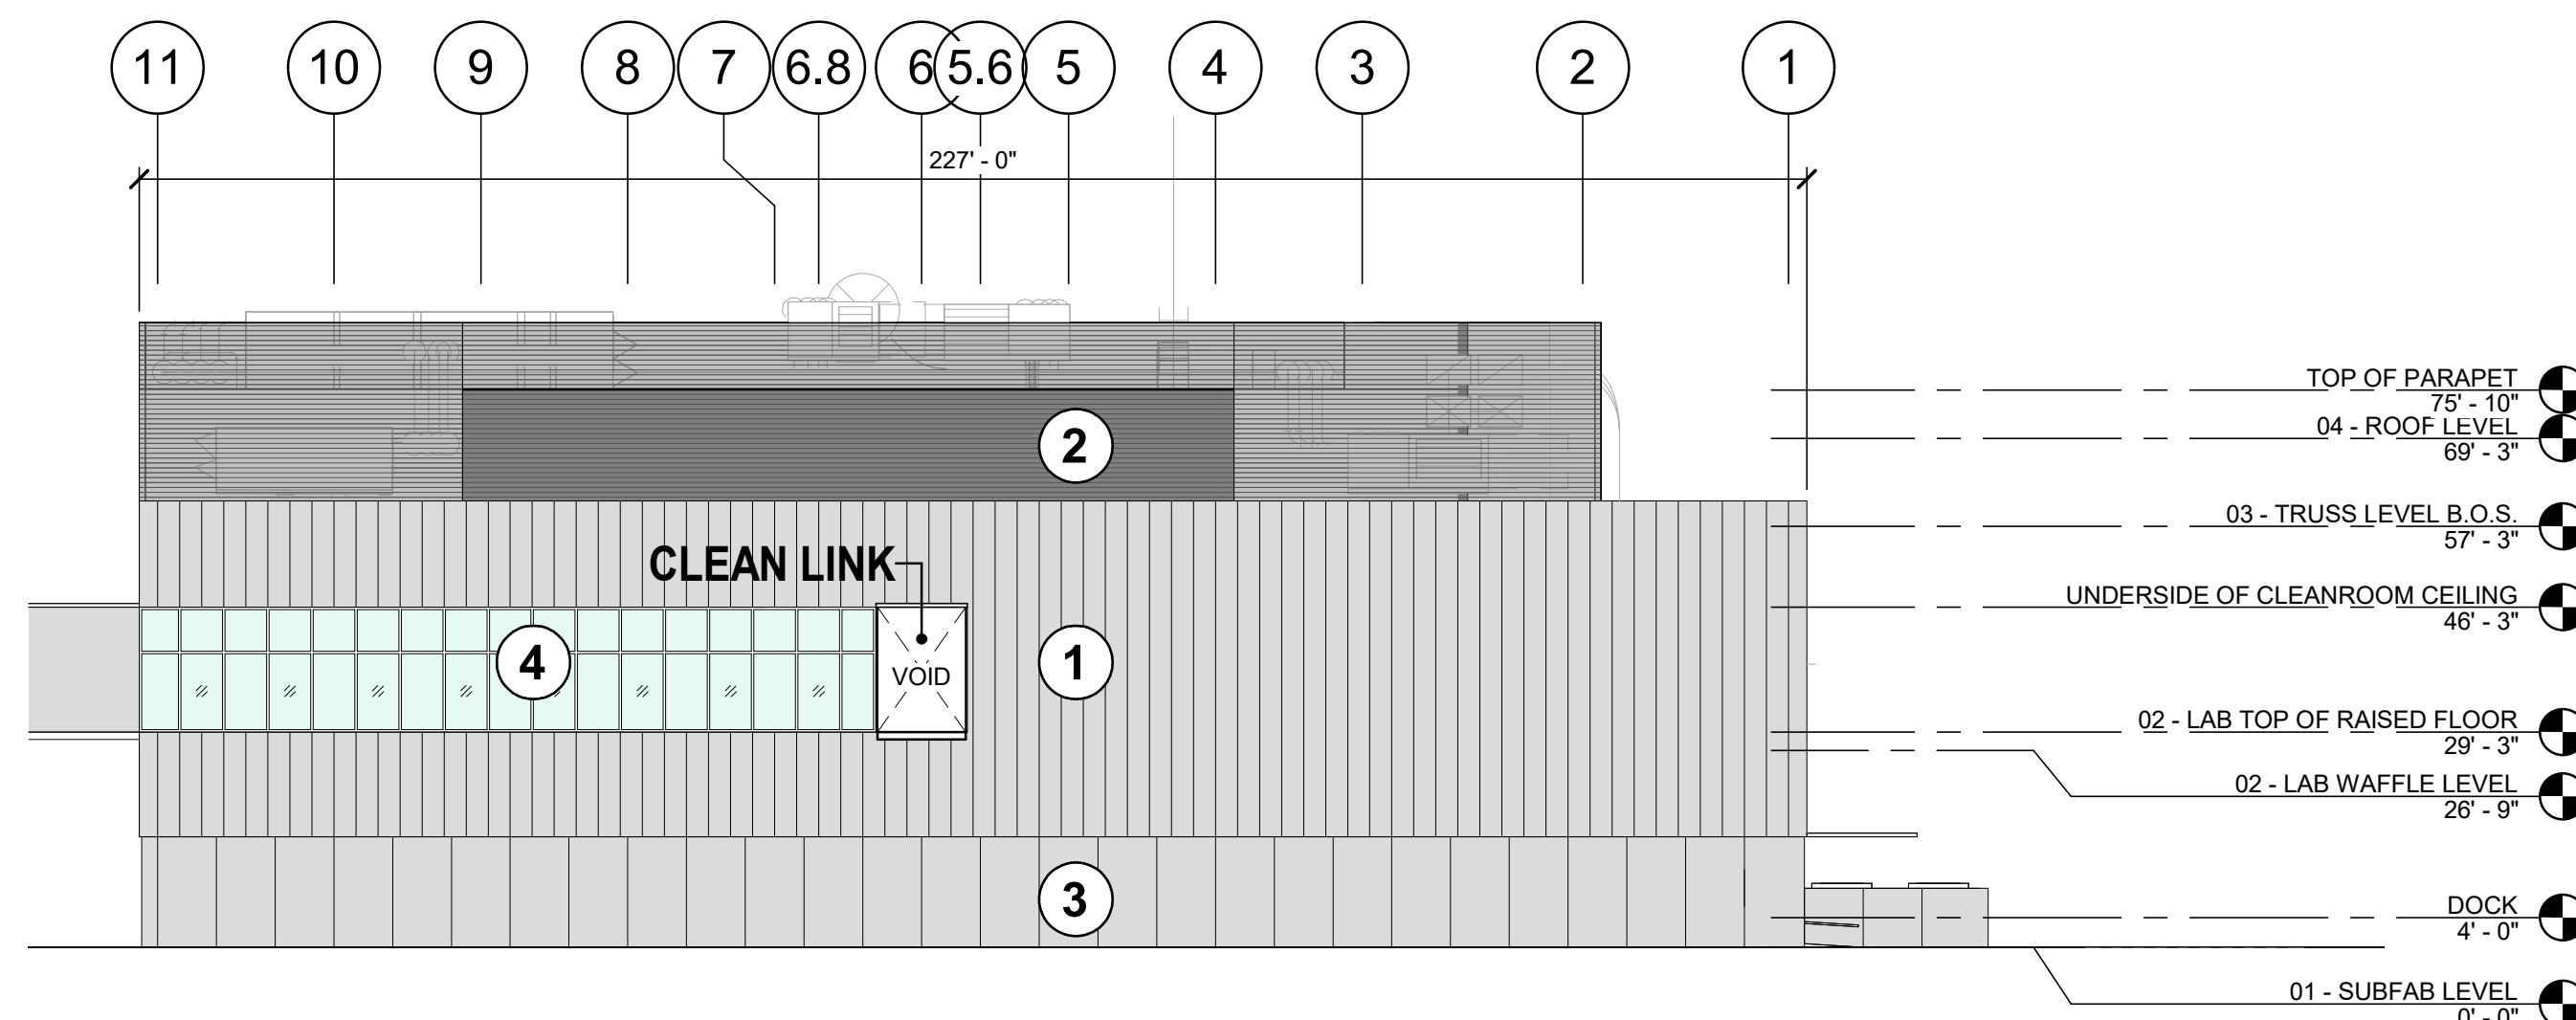 11 10 9 8 7 6.8 6 5.6 5 4 3 2 1
227' - 0"
TOP OF PARAPET
75' - 10"
04 - ROOF LEVEL
69' - 3"
2
03 - TRUSS LEVEL B.O.S.
57' - 3"
CLEAN LINK
UNDERSIDE OF CLEANROOM CEILING
46' - 3"
4
VOID
1
02 - LAB TOP OF RAISED FLOOR
29' - 3"
02 - LAB WAFFLE LEVEL
26' - 9"
3
DOCK
4' - 0"
01 - SUBFAB LEVEL
0' - 0"